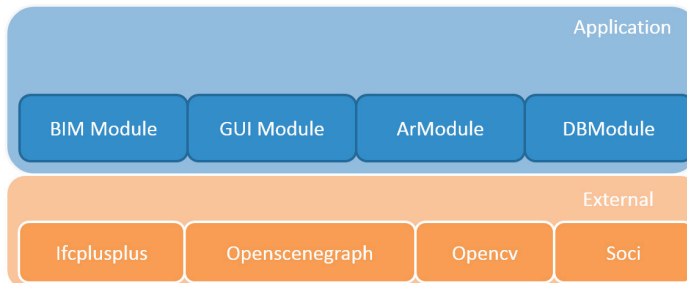 Application
BIM Module
GUI Module
ArModule
DBModule
External
Ifcplusplus
Openscenegraph
Opencv
Soci